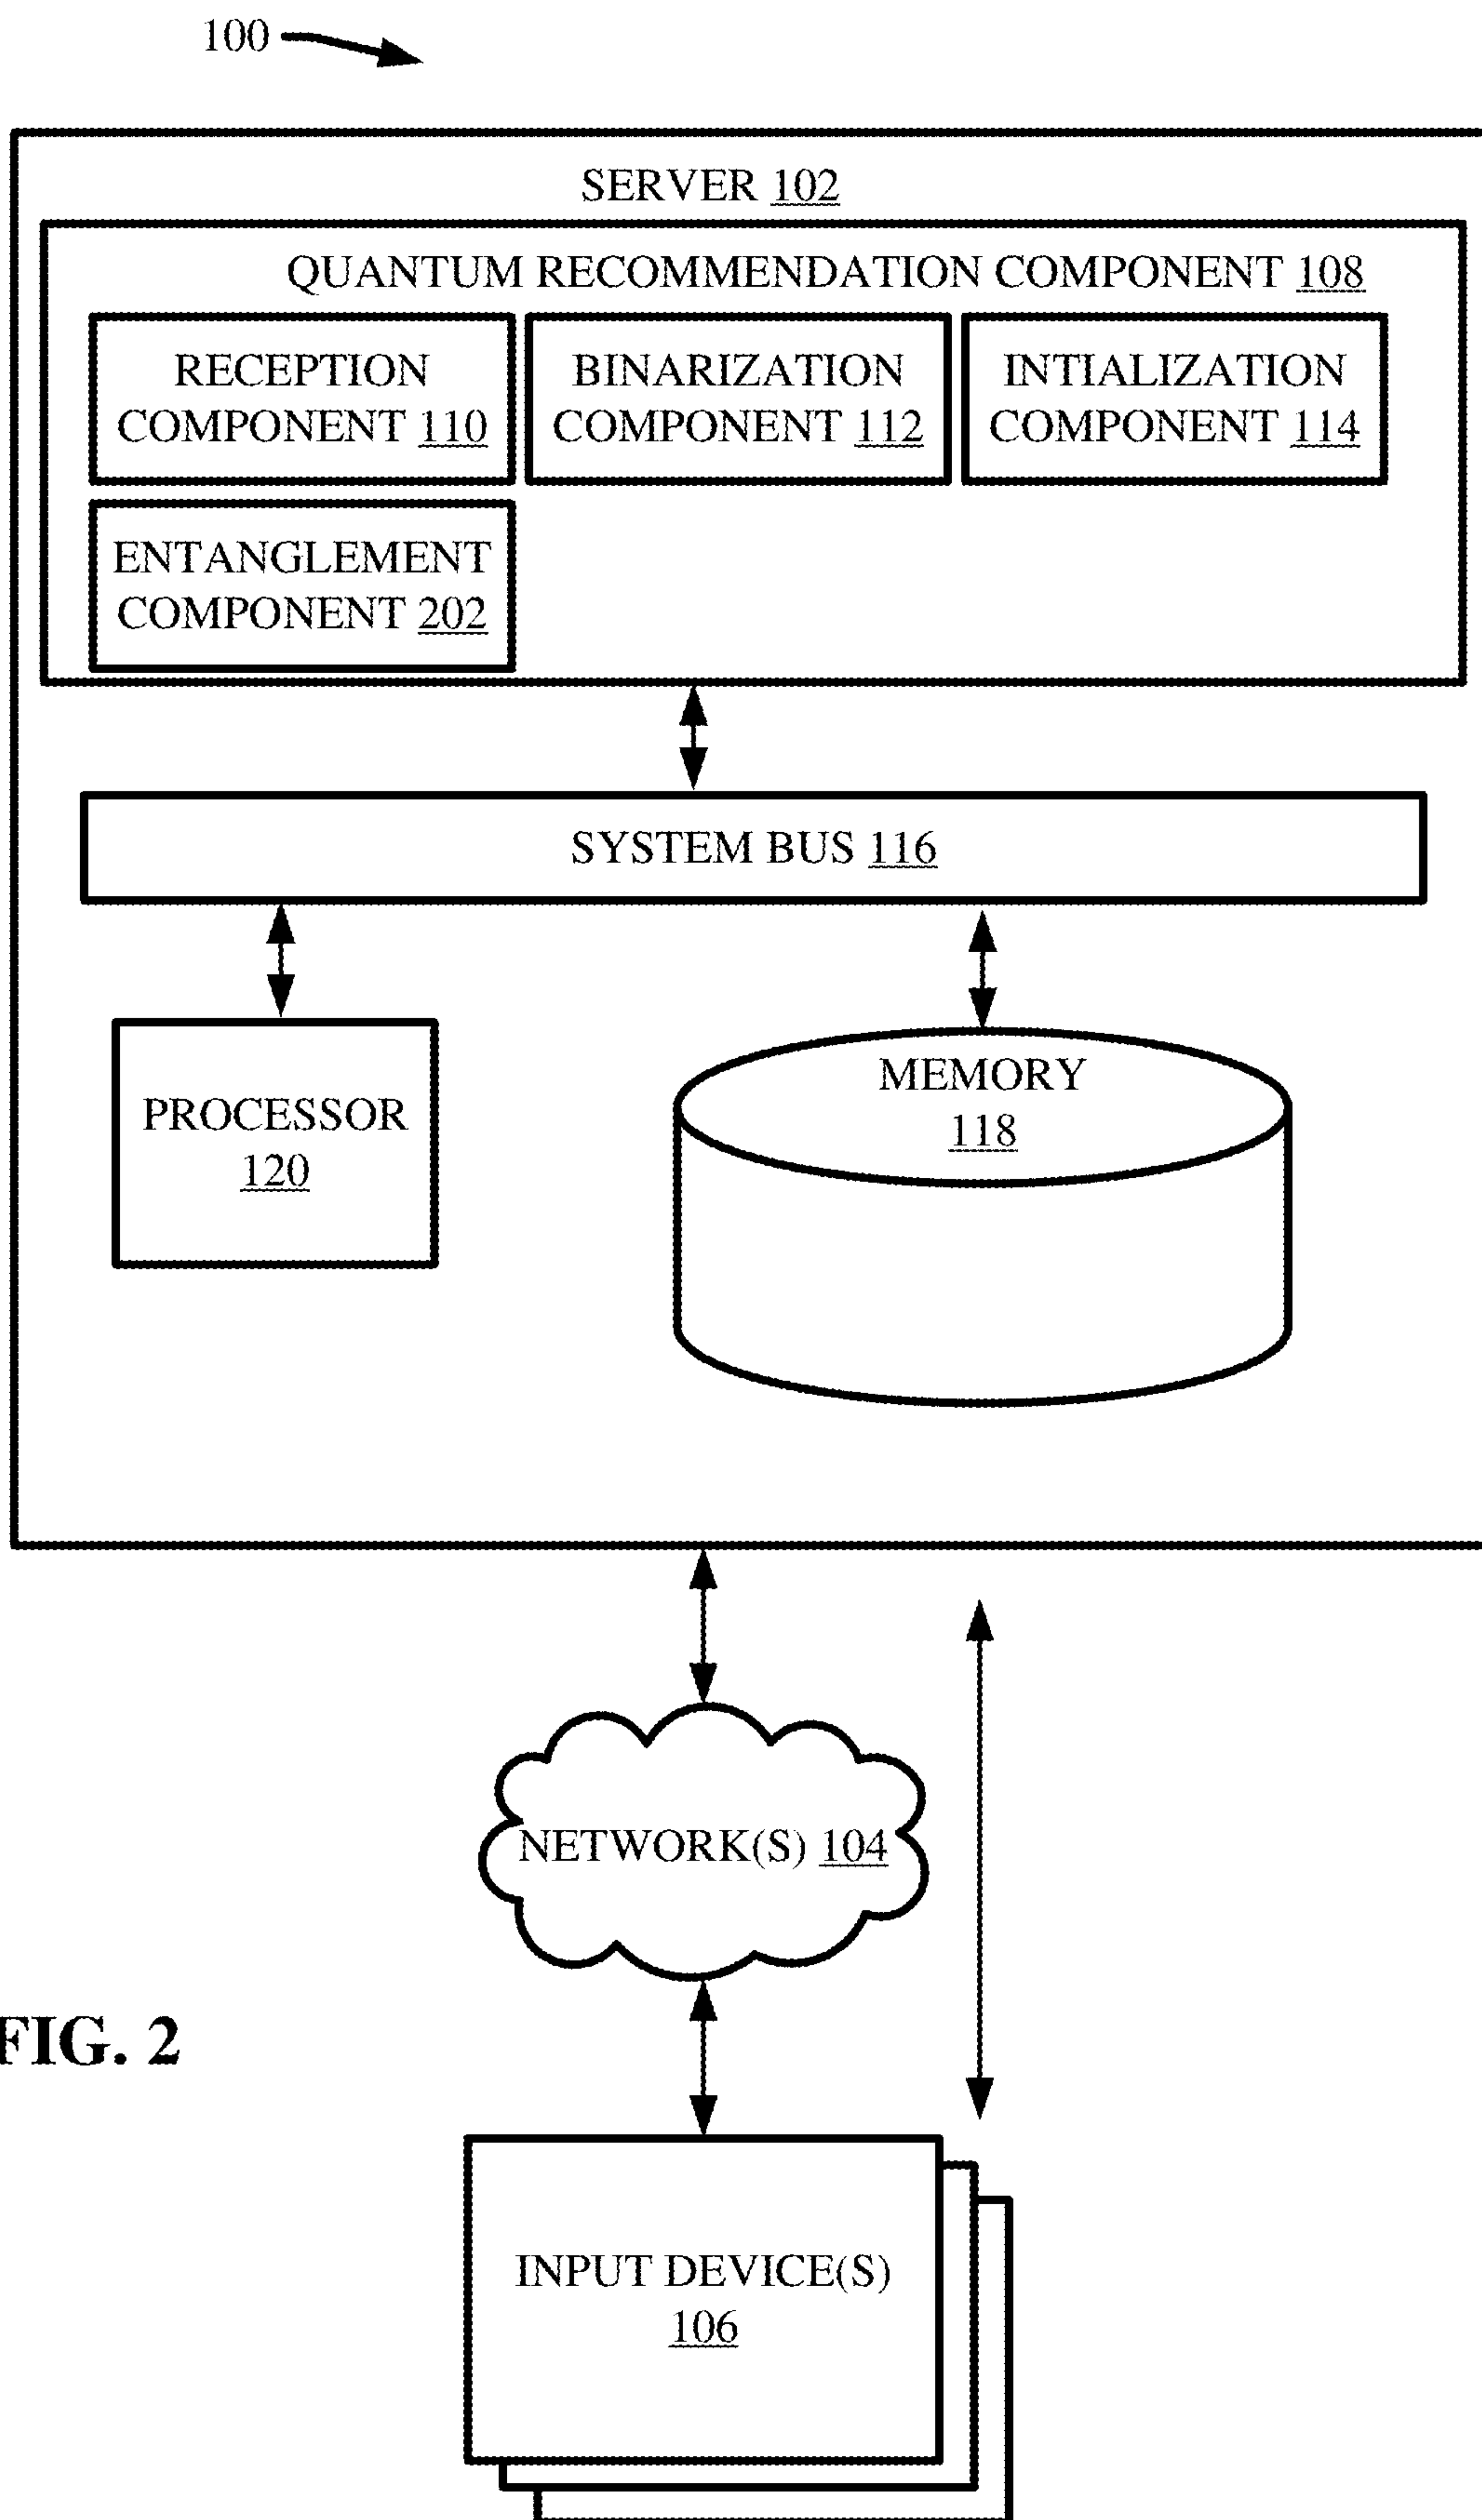 100
SERVER 102
QUANTUM RECOMMENDATION COMPONENT 108
RECEPTION
COMPONENT 110
BINARIZATION
COMPONENT 112
INTIALIZATION
COMPONENT 114
ENTANGLEMENT
COMPONENT 202
SYSTEM BUS 116
PROCESSOR
120
MEMORY
118
NETWORK(S) 104
FIG. 2
INPUT DEVICE(S)
106